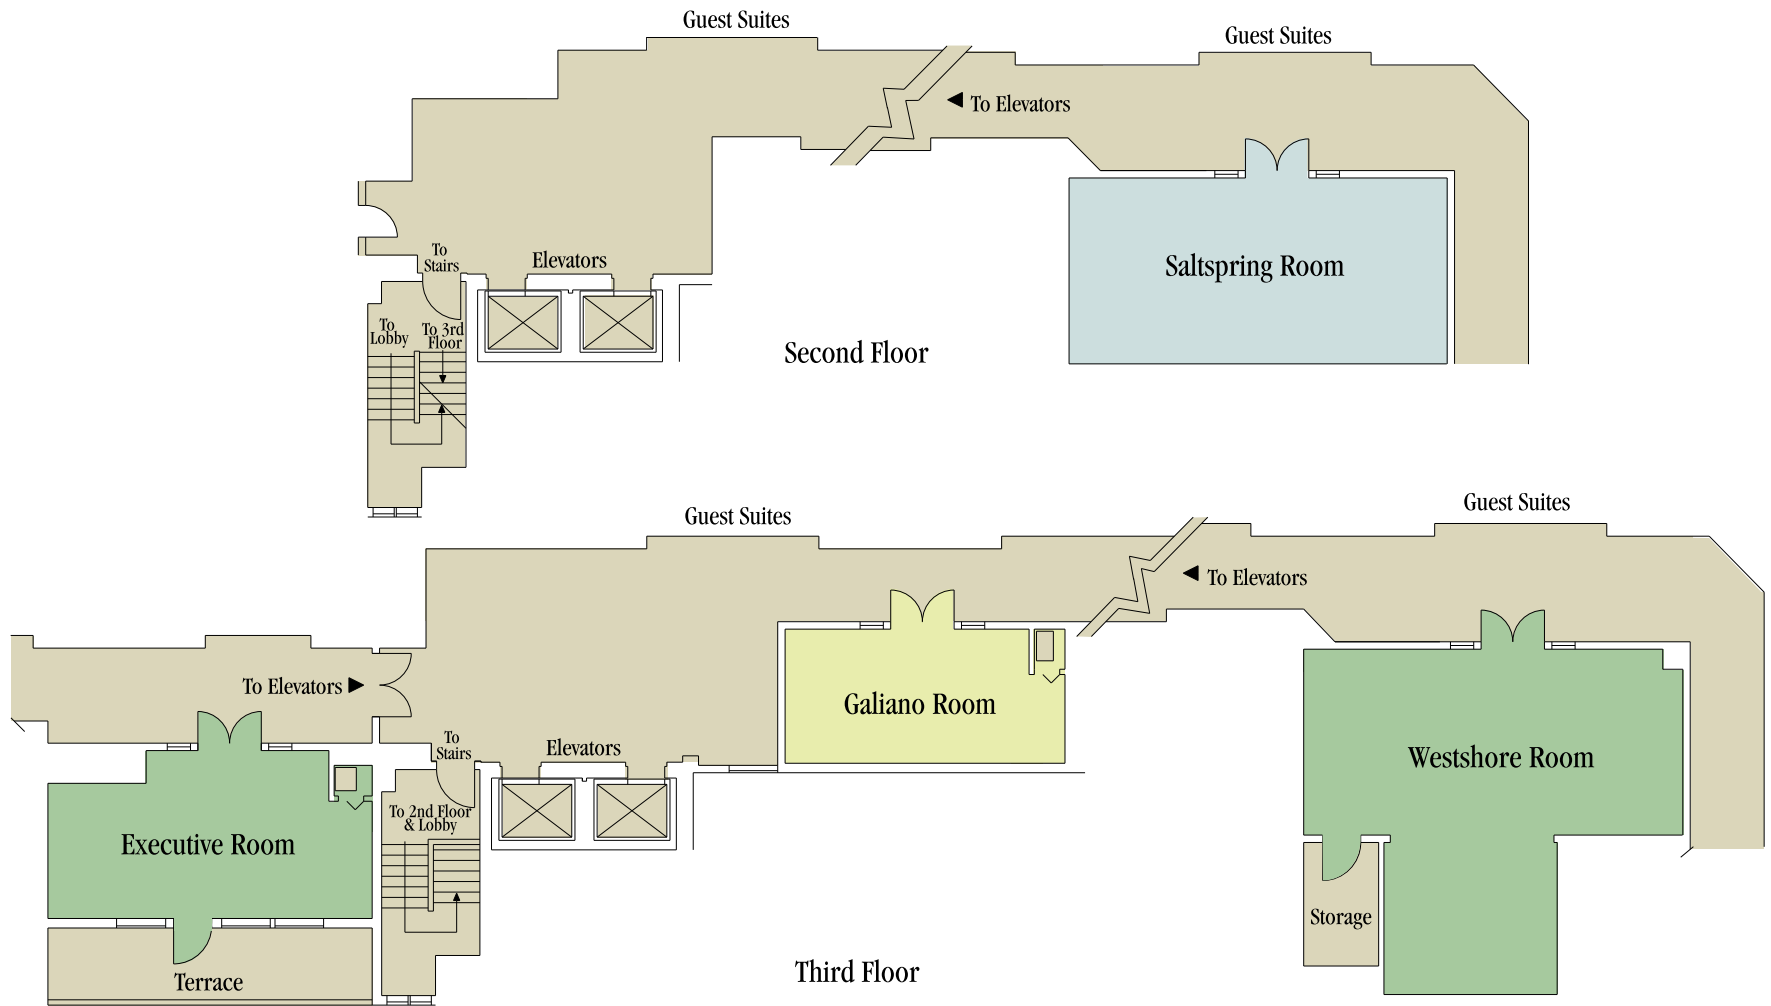 Guest Suites
Guest Suites
To Elevators
To
Stairs
Elevators
Saltspring Room
To
Lobby
To 3rd
Floor
Second Floor
Guest Suites
Guest Suites
To Elevators
To Elevators
Galiano Room
To
Stairs
Elevators
Westshore Room
To 2nd Floor
& Lobby
Executive Room
Storage
Terrace
Third Floor